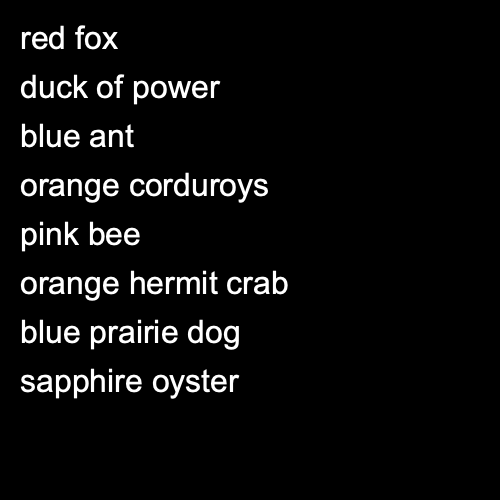 red fox
duck of power
blue ant
orange corduroys
pink bee
orange hermit crab
blue prairie dog
sapphire oyster